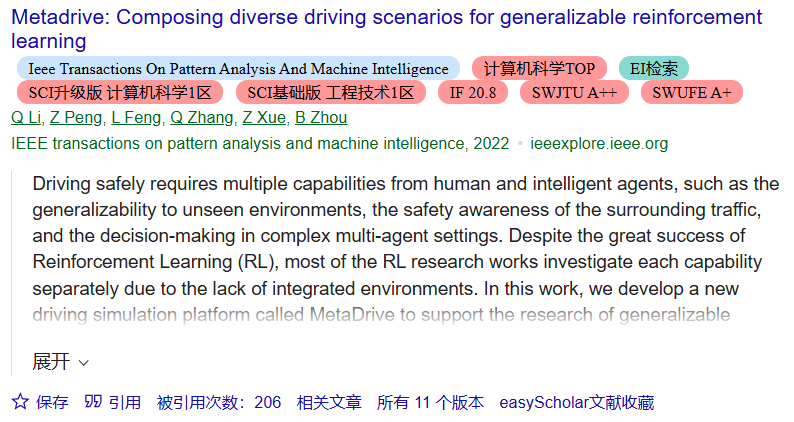 Metadrive: Composing diverse driving scenarios for generalizable reinforcement
learning
Ieee Transactions On Pattern Analysis And Machine Intelligence 计算机科学TOP EI检索
SCI升级版 计算机科学1区 SCI基础版 工程技术1区 IF 20.8 SWJTU A++ SWUFE A+
Q Li, Z Peng, L Feng, Q Zhang, Z Xue, B Zhou
IEEE transactions on pattern analysis and machine intelligence, 2022 • ieeexplore.ieee.org
Driving safely requires multiple capabilities from human and intelligent agents, such as the
generalizability to unseen environments, the safety awareness of the surrounding traffic,
and the decision-making in complex multi-agent settings. Despite the great success of
Reinforcement Learning (RL), most of the RL research works investigate each capability
separately due to the lack of integrated environments. In this work, we develop a new
driving simulation platform called MetaDrive to support the research of generalizable
展开
保存 引用 被引用次数：206 相关文章 所有 11 个版本 easyScholar文献收藏